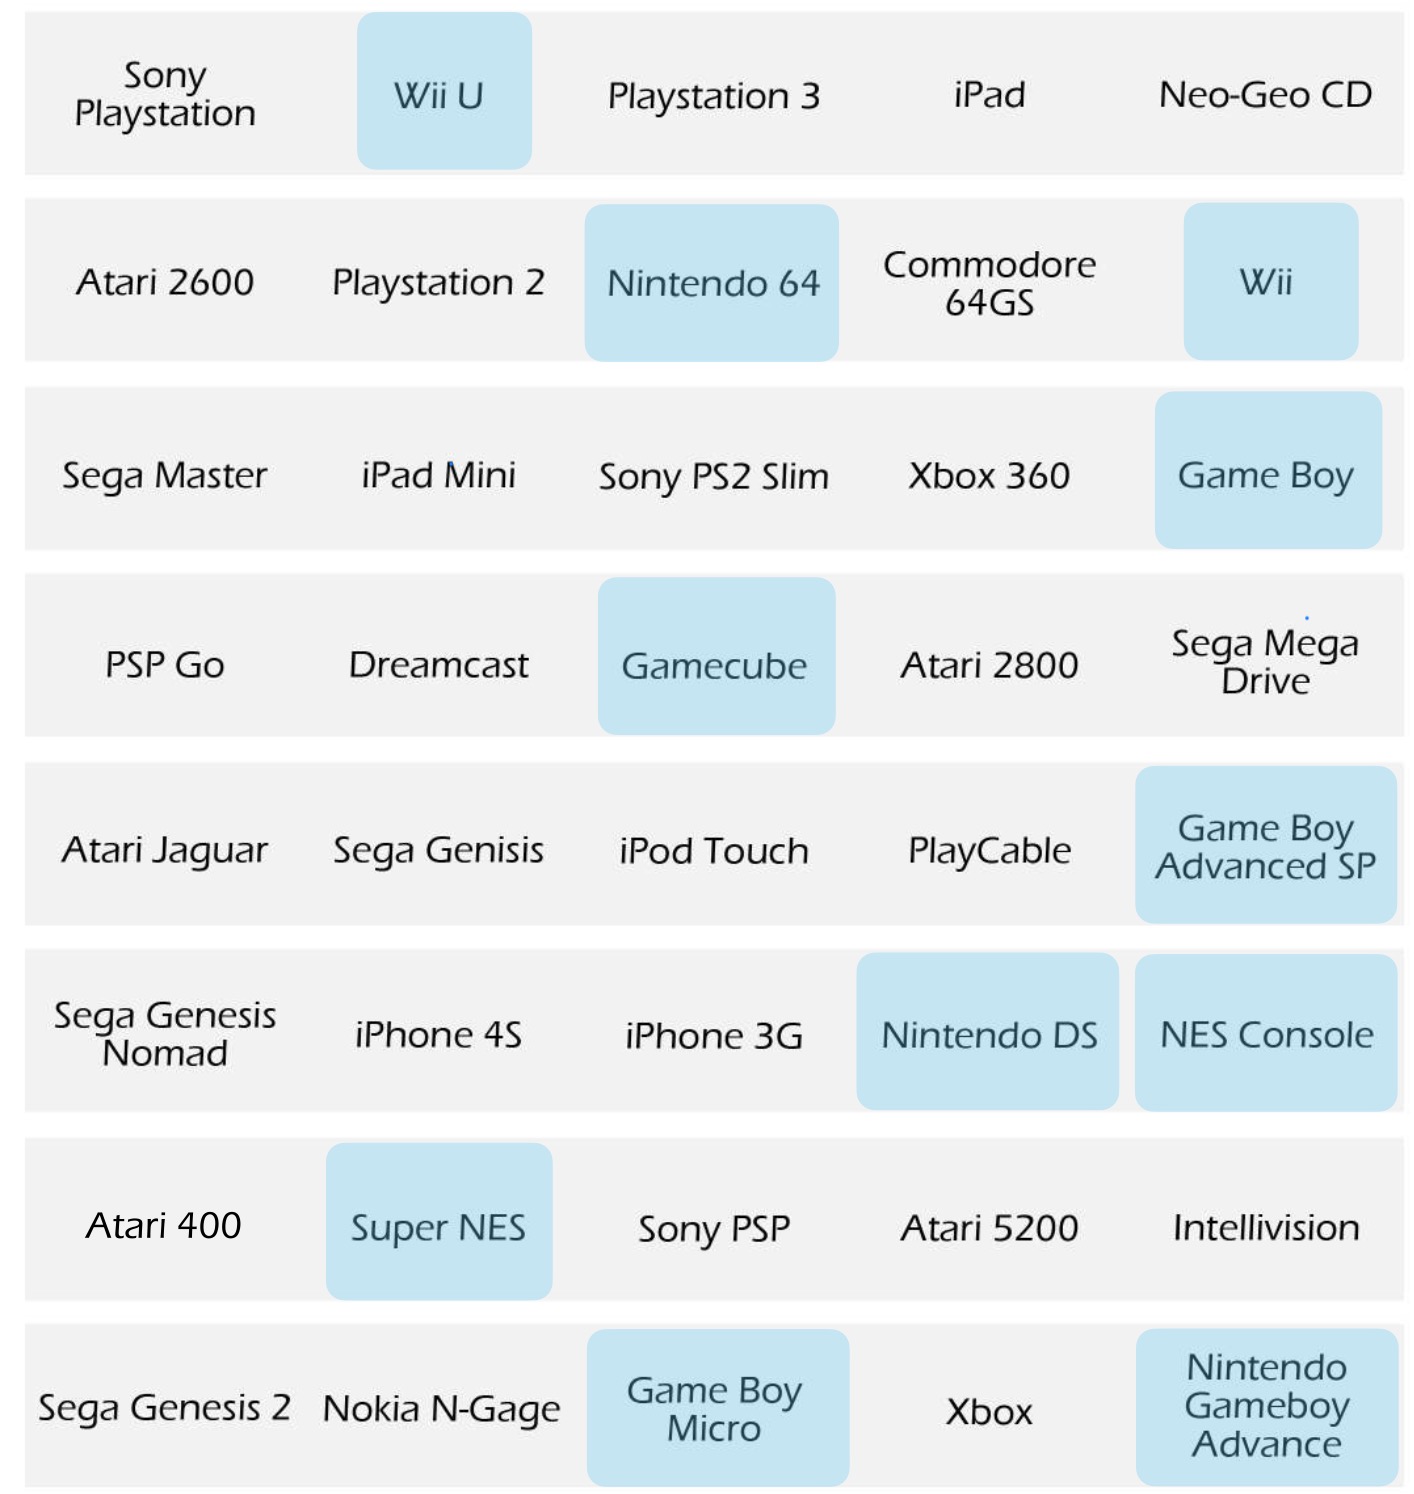 Sony
Playstation
Wii U
Playstation 3
iPad
Neo-Geo CD
Atari 2600
Playstation 2
Nintendo 64
Commodore
64GS
Wii
Sega Master
iPad Mini
Sony PS2 Slim
Xbox 360
Game Boy
PSP Go
Dreamcast
Gamecube
Atari 2800
Sega Mega
Drive
Atari Jaguar
Sega Genisis
iPod Touch
PlayCable
Game Boy
Advanced SP
Sega Genesis
Nomad
iPhone 4S
iPhone 3G
Nintendo DS
NES Console
Atari 400
Super NES
Sony PSP
Atari 5200
Intellivision
Sega Genesis 2
Nokia N-Gage
Game Boy
Micro
Xbox
Nintendo
Gameboy
Advance